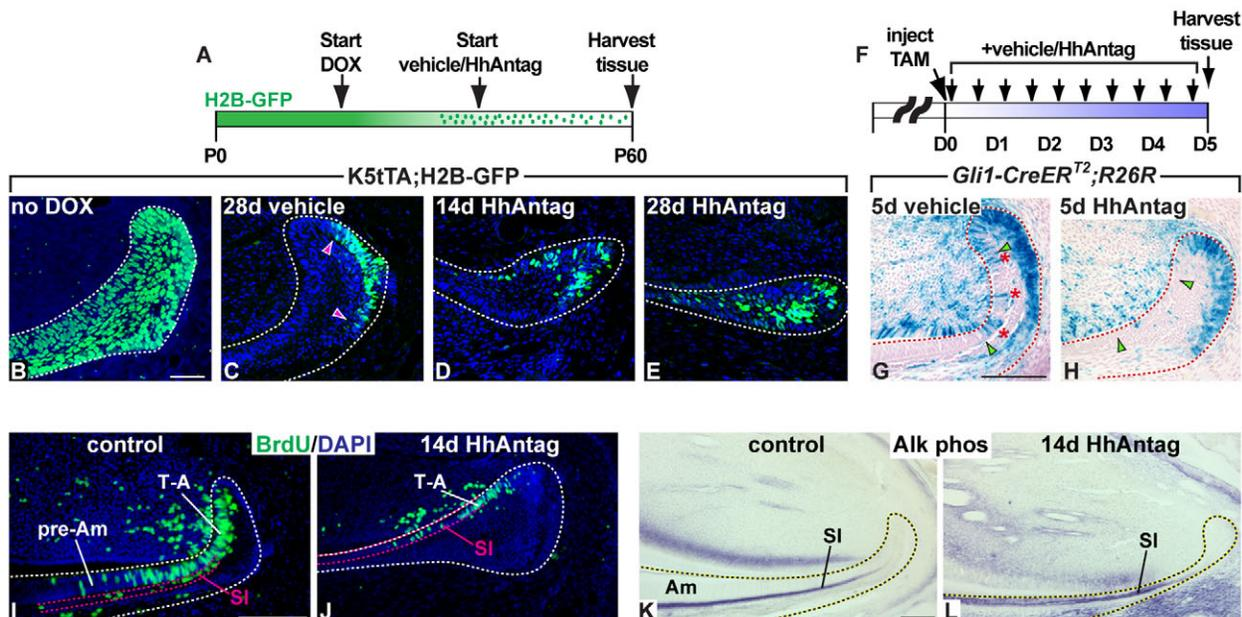 A
Start
DOX
Start
vehicle/HhAntag
Harvest
tissue
H2B-GFP
P0
P60
F
inject
TAM
+vehicle/HhAntag
Harvest
tissue
D0 D1 D2 D3 D4 D5
K5tTA;H2B-GFP
no DOX
28d vehicle
14d HhAntag
28d HhAntag
B
C
D
E
Gli1-CreERT2;R26R
5d vehicle
5d HhAntag
*
*
*
G
H
control
BrdU/DAPI
14d HhAntag
T-A
pre-Am
SI
I
T-A
SI
J
control
Alk phos
14d HhAntag
SI
Am
K
SI
L